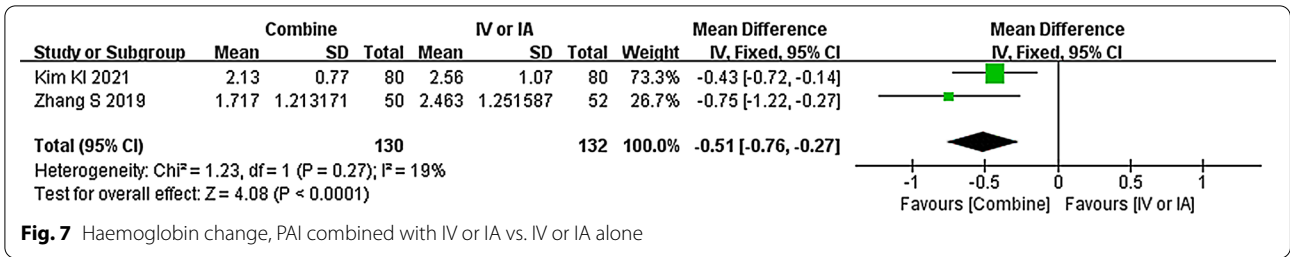 Combine IV or IA Mean Difference Mean Difference
Study or Subgroup Mean SD Total Mean SD Total Weight IV, Fixed, 95% CI IV, Fixed, 95% CI
Kim KI 2021 2.13 0.77 80 2.56 1.07 80 73.3% -0.43 [-0.72, -0.14]
Zhang S 2019 1.717 1.213171 50 2.463 1.251587 52 26.7% -0.75 [-1.22, -0.27]
Total (95% CI) 130 132 100.0% -0.51 [-0.76, -0.27]
Heterogeneity: Chi² = 1.23, df = 1 (P = 0.27); I² = 19%
Test for overall effect: Z = 4.08 (P < 0.0001)
-1 -0.5 0 0.5 1
Favours [Combine] Favours [IV or IA]
Fig. 7 Haemoglobin change, PAI combined with IV or IA vs. IV or IA alone